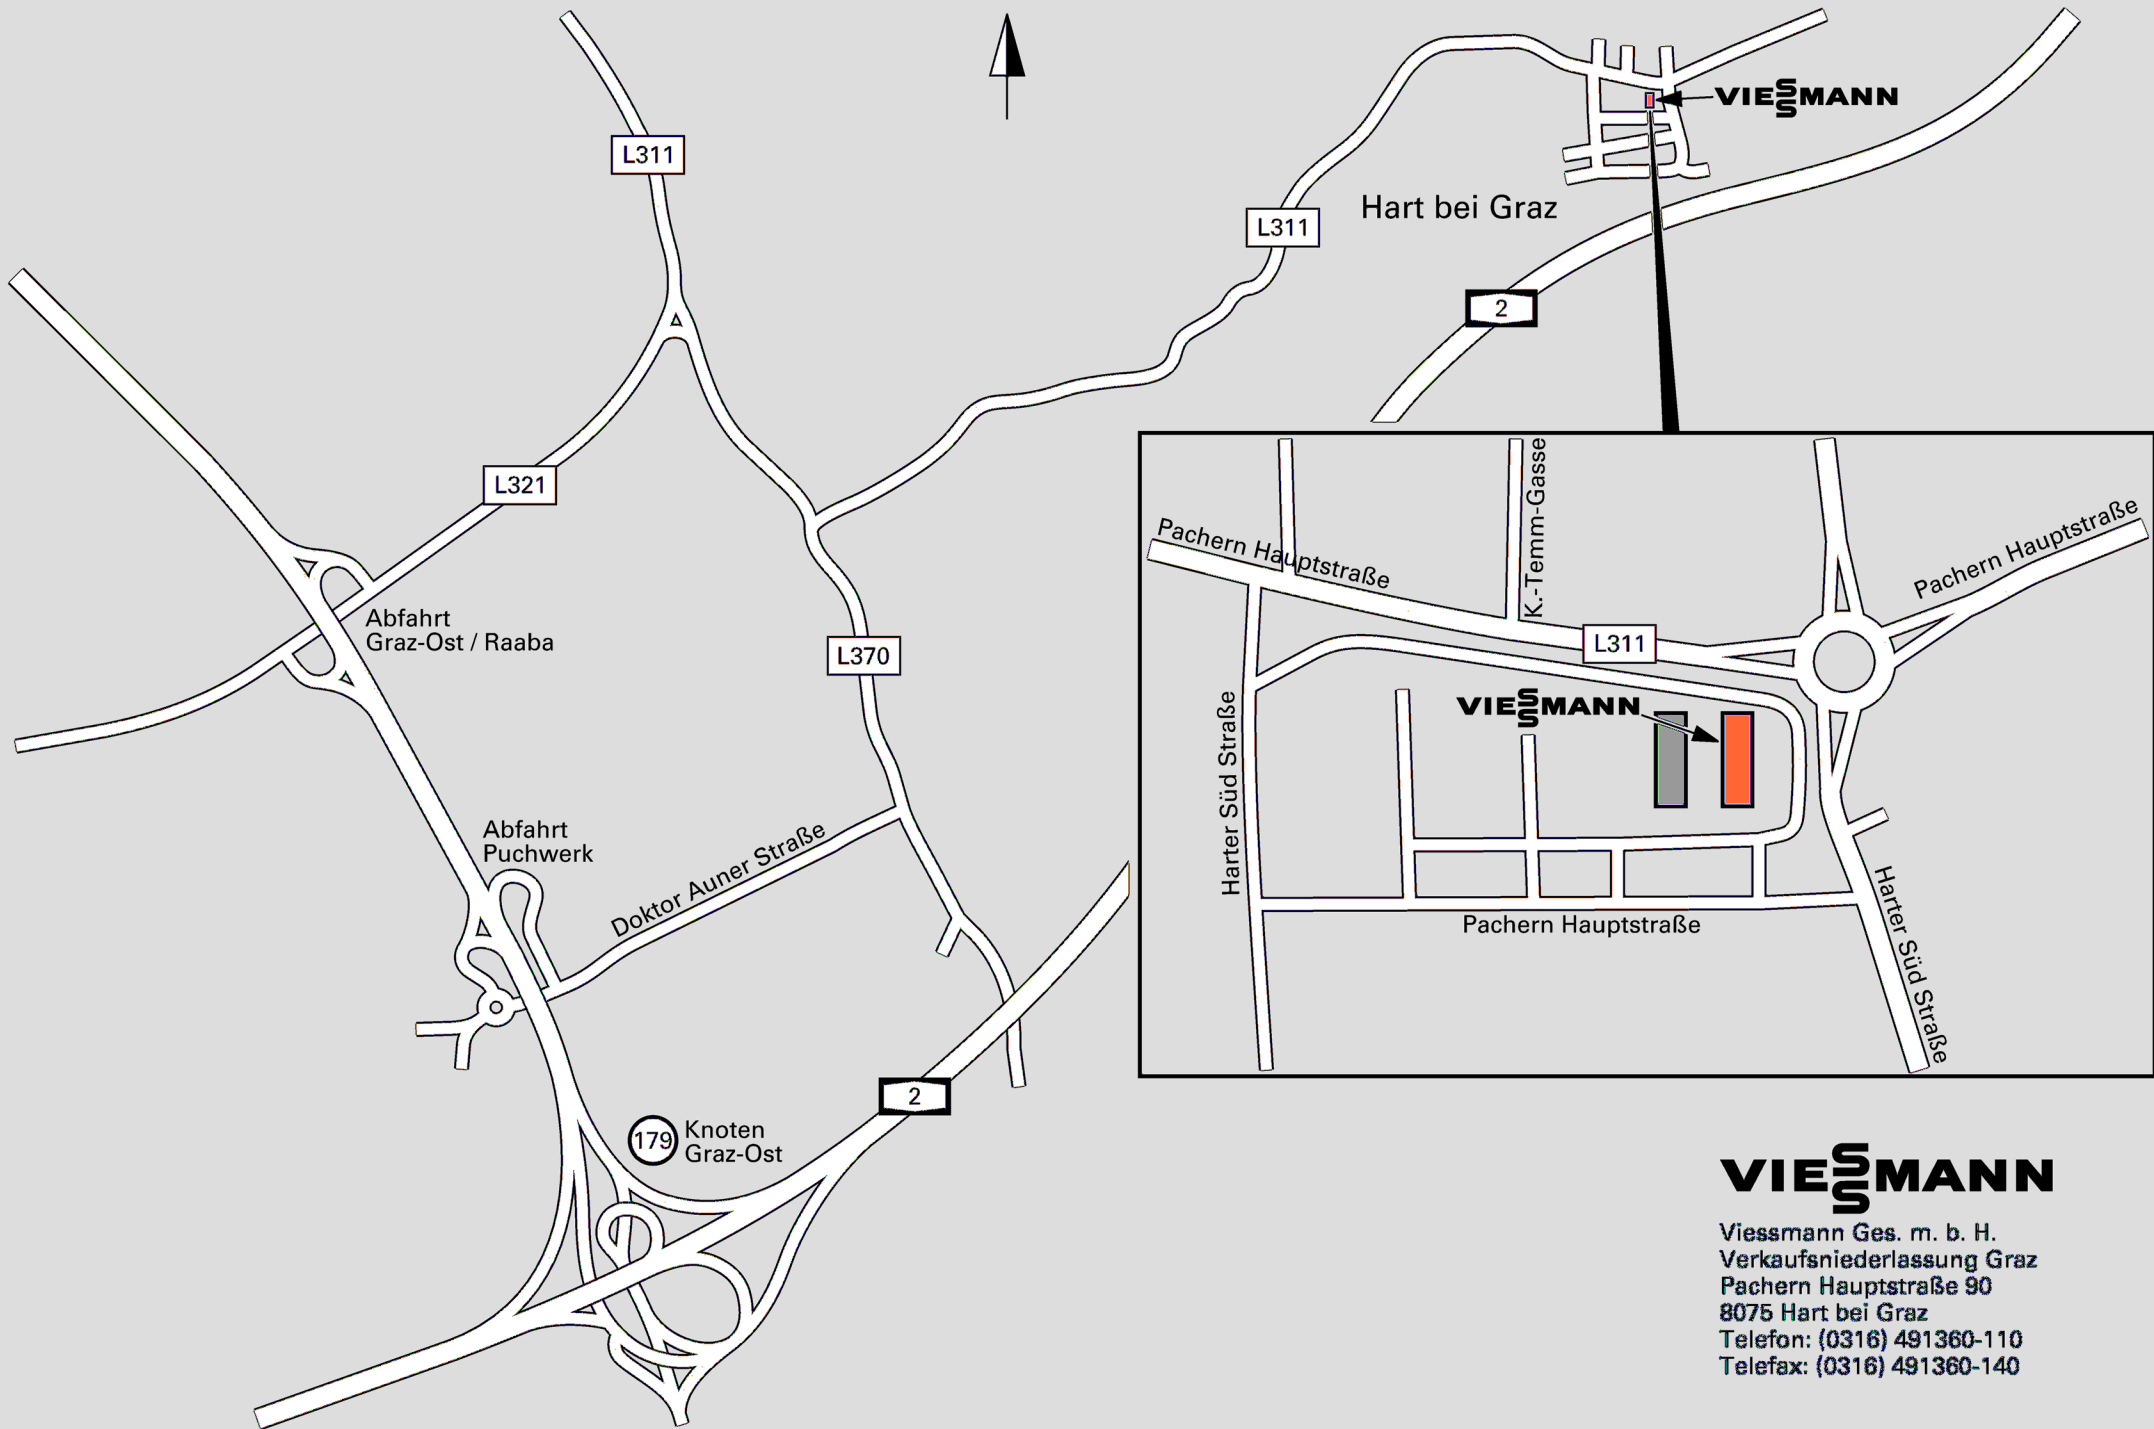 L311
VIESSMANN
L311
Hart bei Graz
2
L321
Abfahrt
Graz-Ost / Raaba
L370
Abfahrt
Puchwerk
Doktor Auner Straße
2
179
Knoten
Graz-Ost
Pachern Hauptstraße
K.-Temm-Gasse
Pachern Hauptstraße
L311
VIESSMANN
Harter Süd Straße
Pachern Hauptstraße
Harter Süd Straße
VIESSMANN
Viessmann Ges. m. b. H.
Verkaufsniederlassung Graz
Pachern Hauptstraße 90
8075 Hart bei Graz
Telefon: (0316) 491360-110
Telefax: (0316) 491360-140